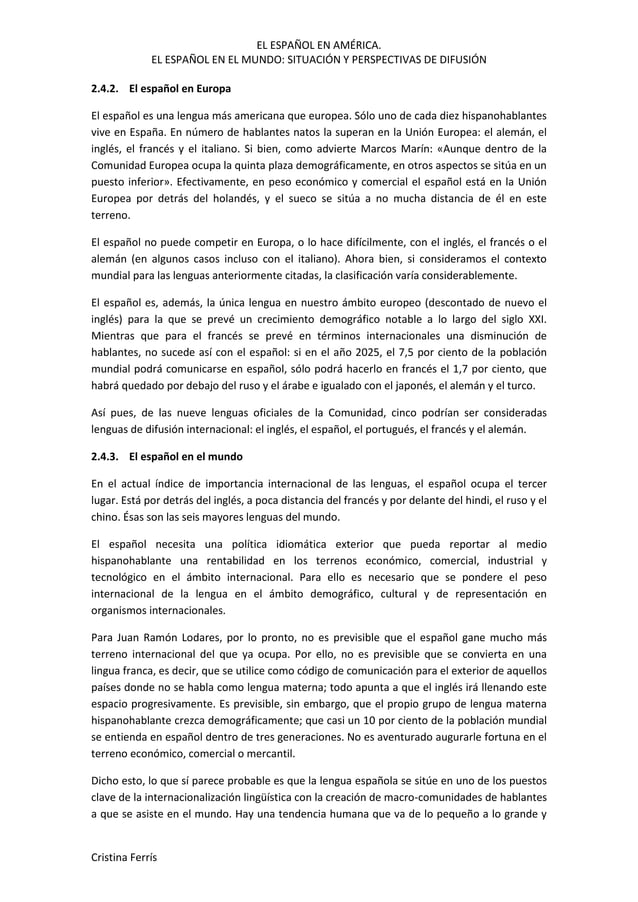 EL ESPAÑOL EN AMÉRICA.
EL ESPAÑOL EN EL MUNDO: SITUACIÓN Y PERSPECTIVAS DE DIFUSIÓN
2.4.2. El español en Europa
El español es una lengua más americana que europea. Sólo uno de cada diez hispanohablantes
vive en España. En número de hablantes natos la superan en la Unión Europea: el alemán, el
inglés, el francés y el italiano. Si bien, como advierte Marcos Marín: «Aunque dentro de la
Comunidad Europea ocupa la quinta plaza demográficamente, en otros aspectos se sitúa en un
puesto inferior». Efectivamente, en peso económico y comercial el español está en la Unión
Europea por detrás del holandés, y el sueco se sitúa a no mucha distancia de él en este
terreno.
El español no puede competir en Europa, o lo hace difícilmente, con el inglés, el francés o el
alemán (en algunos casos incluso con el italiano). Ahora bien, si consideramos el contexto
mundial para las lenguas anteriormente citadas, la clasificación varía considerablemente.
El español es, además, la única lengua en nuestro ámbito europeo (descontado de nuevo el
inglés) para la que se prevé un crecimiento demográfico notable a lo largo del siglo XXI.
Mientras que para el francés se prevé en términos internacionales una disminución de
hablantes, no sucede así con el español: si en el año 2025, el 7,5 por ciento de la población
mundial podrá comunicarse en español, sólo podrá hacerlo en francés el 1,7 por ciento, que
habrá quedado por debajo del ruso y el árabe e igualado con el japonés, el alemán y el turco.
Así pues, de las nueve lenguas oficiales de la Comunidad, cinco podrían ser consideradas
lenguas de difusión internacional: el inglés, el español, el portugués, el francés y el alemán.
2.4.3. El español en el mundo
En el actual índice de importancia internacional de las lenguas, el español ocupa el tercer
lugar. Está por detrás del inglés, a poca distancia del francés y por delante del hindi, el ruso y el
chino. Ésas son las seis mayores lenguas del mundo.
El español necesita una política idiomática exterior que pueda reportar al medio
hispanohablante una rentabilidad en los terrenos económico, comercial, industrial y
tecnológico en el ámbito internacional. Para ello es necesario que se pondere el peso
internacional de la lengua en el ámbito demográfico, cultural y de representación en
organismos internacionales.
Para Juan Ramón Lodares, por lo pronto, no es previsible que el español gane mucho más
terreno internacional del que ya ocupa. Por ello, no es previsible que se convierta en una
lingua franca, es decir, que se utilice como código de comunicación para el exterior de aquellos
países donde no se habla como lengua materna; todo apunta a que el inglés irá llenando este
espacio progresivamente. Es previsible, sin embargo, que el propio grupo de lengua materna
hispanohablante crezca demográficamente; que casi un 10 por ciento de la población mundial
se entienda en español dentro de tres generaciones. No es aventurado augurarle fortuna en el
terreno económico, comercial o mercantil.
Dicho esto, lo que sí parece probable es que la lengua española se sitúe en uno de los puestos
clave de la internacionalización lingüística con la creación de macro-comunidades de hablantes
a que se asiste en el mundo. Hay una tendencia humana que va de lo pequeño a lo grande y
Cristina Ferrís